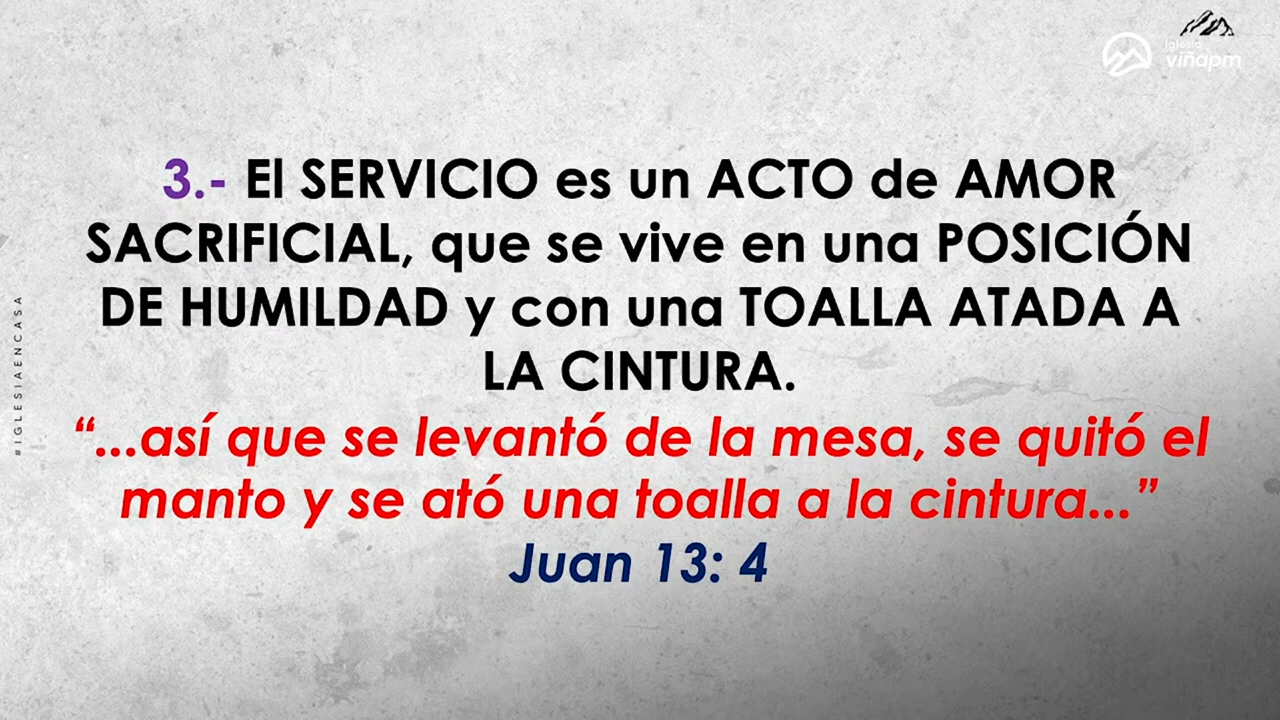 Iglesia
viñapm
3.- El SERVICIO es un ACTO de AMOR
SACRIFICIAL, que se vive en una POSICIÓN
DE HUMILDAD y con una TOALLA ATADA A
LA CINTURA.
“...así que se levantó de la mesa, se quitó el
manto y se ató una toalla a la cintura...”
Juan 13: 4
#IGLESIAENCASA